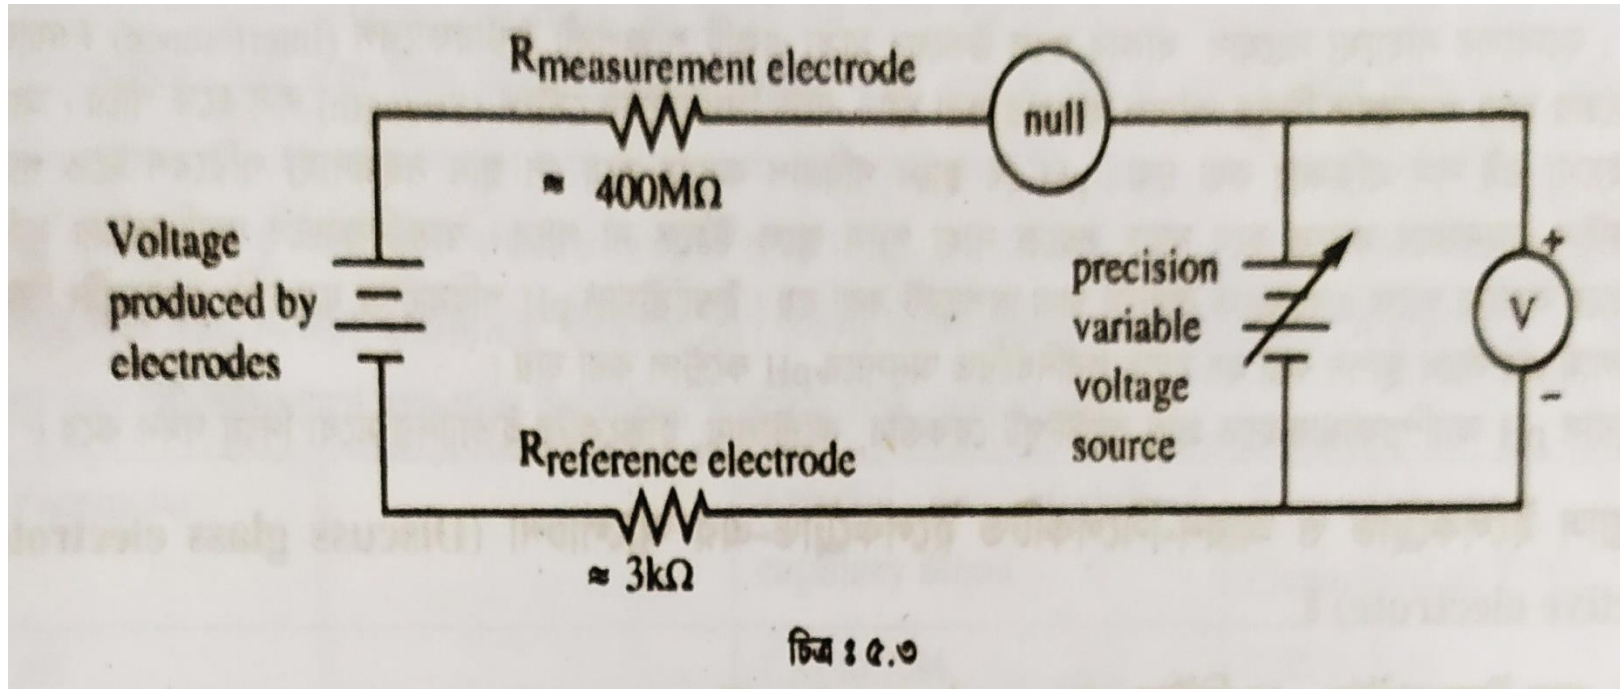 Rmeasurement electrode
null
≈ 400MΩ
Voltage
produced by
electrodes
precision
variable
voltage
source
+
V
-
Rreference electrode
≈ 3kΩ
চিত্র ঃ ৫.৩